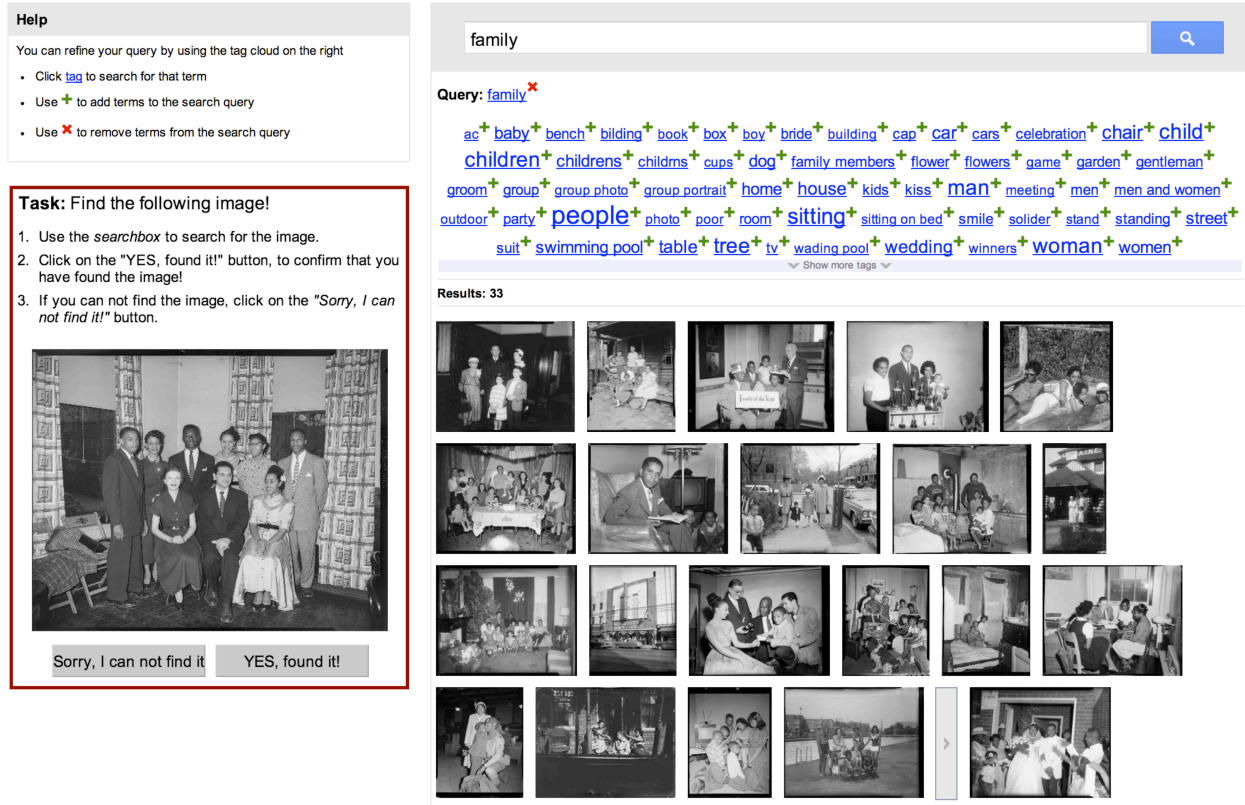 Help
You can refine your query by using the tag cloud on the right
• Click tag to search for that term
• Use + to add terms to the search query
• Use ✖ to remove terms from the search query
Task: Find the following image!
1. Use the searchbox to search for the image.
2. Click on the "YES, found it!" button, to confirm that you
have found the image!
3. If you can not find the image, click on the "Sorry, I can
not find it!" button.
Sorry, I can not find it
YES, found it!
family
Query: family✖
ac+ baby+ bench+ bilding+ book+ box+ boy+ bride+ building+ cap+ car+ cars+ celebration+ chair+ child+
children+ childrens+ childrns+ cups+ dog+ family members+ flower+ flowers+ game+ garden+ gentleman+
groom+ group+ group photo+ group portrait+ home+ house+ kids+ kiss+ man+ meeting+ men+ men and women+
outdoor+ party+ people+ photo+ poor+ room+ sitting+ sitting on bed+ smile+ solider+ stand+ standing+ street+
suit+ swimming pool+ table+ tree+ tv+ wading pool+ wedding+ winners+ woman+ women+
Show more tags
Results: 33
Family of the Year